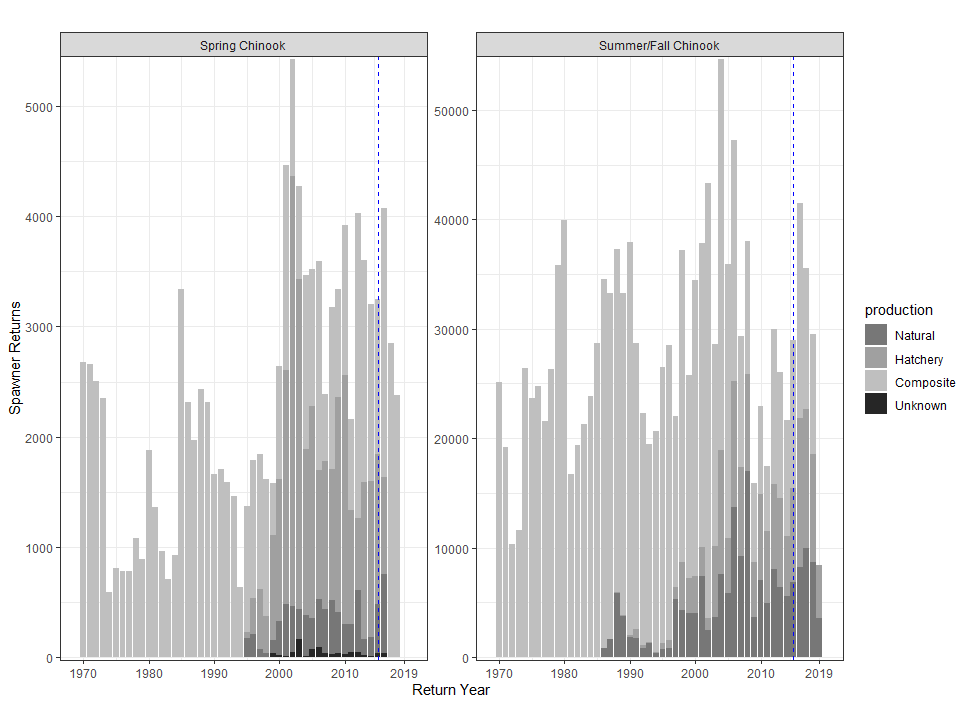 Spring Chinook
Summer/Fall Chinook
Spawner Returns
5000
4000
3000
2000
1000
0
50000
40000
30000
20000
10000
0
1970 1980 1990 2000 2010 2019
1970 1980 1990 2000 2010 2019
Return Year
production
Natural
Hatchery
Composite
Unknown